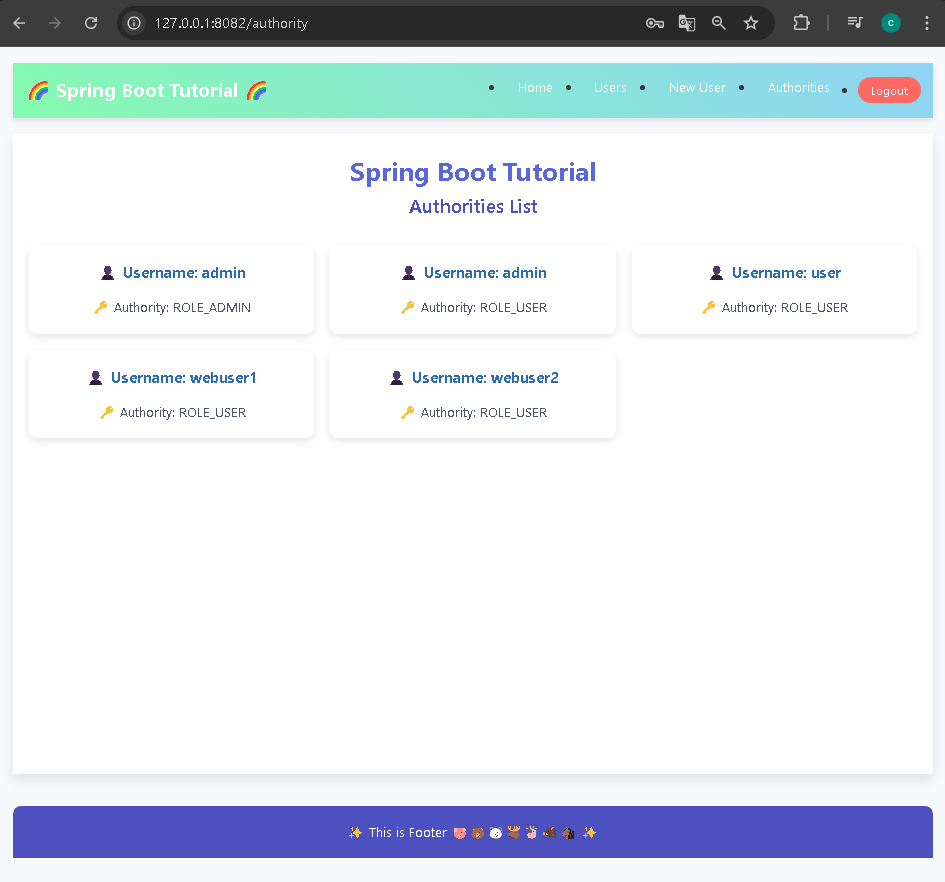 127.0.0.1:8082/authority
c
🌈 Spring Boot Tutorial 🌈
• Home • Users • New User • Authorities • Logout
Spring Boot Tutorial
Authorities List
👤 Username: admin
🔑 Authority: ROLE_ADMIN
👤 Username: admin
🔑 Authority: ROLE_USER
👤 Username: user
🔑 Authority: ROLE_USER
👤 Username: webuser1
🔑 Authority: ROLE_USER
👤 Username: webuser2
🔑 Authority: ROLE_USER
✨ This is Footer 🐷🐻🐻‍❄️🫎🦌🐗🦣 ✨